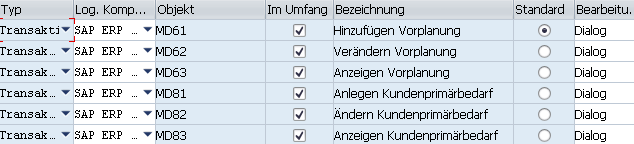 Typ Log. Komp... Objekt Im Umfang Bezeichnung Standard Bearbeitu.
Transakti SAP ERP ... MD61 Hinzufügen Vorplanung Dialog
Transak... SAP ERP ... MD62 Verändern Vorplanung Dialog
Transak... SAP ERP ... MD63 Anzeigen Vorplanung Dialog
Transak... SAP ERP ... MD81 Anlegen Kundenprimärbedarf Dialog
Transak... SAP ERP ... MD82 Ändern Kundenprimärbedarf Dialog
Transak... SAP ERP ... MD83 Anzeigen Kundenprimärbedarf Dialog